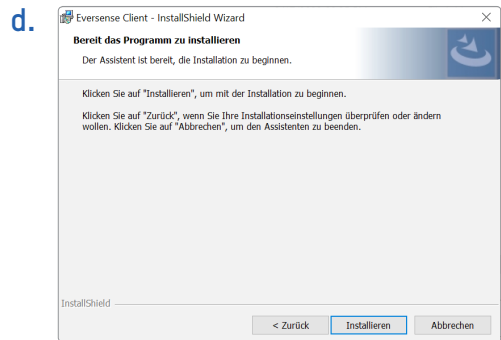 d.
Eversense Client - InstallShield Wizard
Bereit das Programm zu installieren
Der Assistent ist bereit, die Installation zu beginnen.
Klicken Sie auf "Installieren", um mit der Installation zu beginnen.
Klicken Sie auf "Zurück", wenn Sie Ihre Installationseinstellungen überprüfen oder ändern
wollen. Klicken Sie auf "Abbrechen", um den Assistenten zu beenden.
InstallShield
< Zurück Installieren Abbrechen